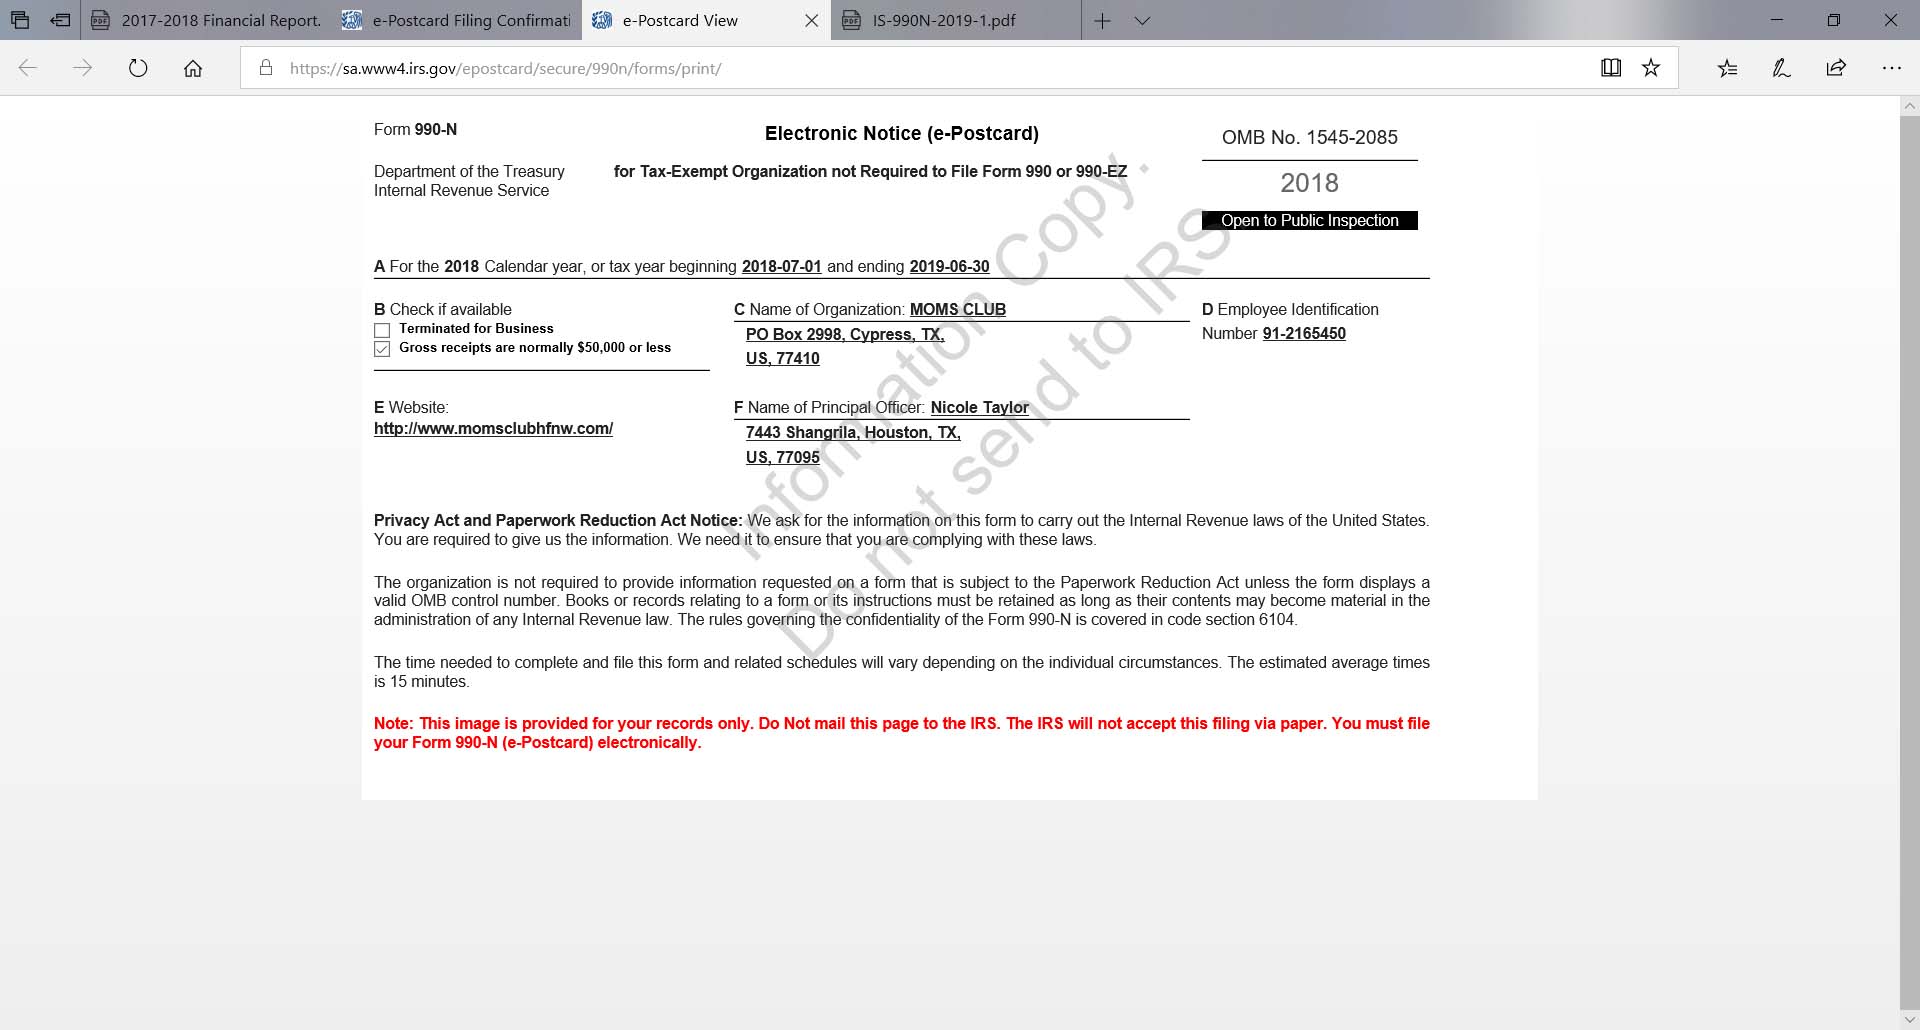 2017-2018 Financial Report.
e-Postcard Filing Confirmati
e-Postcard View
IS-990N-2019-1.pdf
https://sa.www4.irs.gov/epostcard/secure/990n/forms/print/
Form 990-N
Electronic Notice (e-Postcard)
OMB No. 1545-2085
Department of the Treasury
Internal Revenue Service
for Tax-Exempt Organization not Required to File Form 990 or 990-EZ
2018
Open to Public Inspection
A For the 2018 Calendar year, or tax year beginning 2018-07-01 and ending 2019-06-30
B Check if available
Terminated for Business
Gross receipts are normally $50,000 or less
C Name of Organization: MOMS CLUB
PO Box 2998, Cypress, TX,
US, 77410
D Employee Identification
Number 91-2165450
E Website:
http://www.momsclubhfnw.com/
F Name of Principal Officer: Nicole Taylor
7443 Shangrila, Houston, TX,
US, 77095
Information Copy.
Do not send to IRS
Privacy Act and Paperwork Reduction Act Notice: We ask for the information on this form to carry out the Internal Revenue laws of the United States.
You are required to give us the information. We need it to ensure that you are complying with these laws.
The organization is not required to provide information requested on a form that is subject to the Paperwork Reduction Act unless the form displays a
valid OMB control number. Books or records relating to a form or its instructions must be retained as long as their contents may become material in the
administration of any Internal Revenue law. The rules governing the confidentiality of the Form 990-N is covered in code section 6104.
The time needed to complete and file this form and related schedules will vary depending on the individual circumstances. The estimated average times
is 15 minutes.
Note: This image is provided for your records only. Do Not mail this page to the IRS. The IRS will not accept this filing via paper. You must file
your Form 990-N (e-Postcard) electronically.